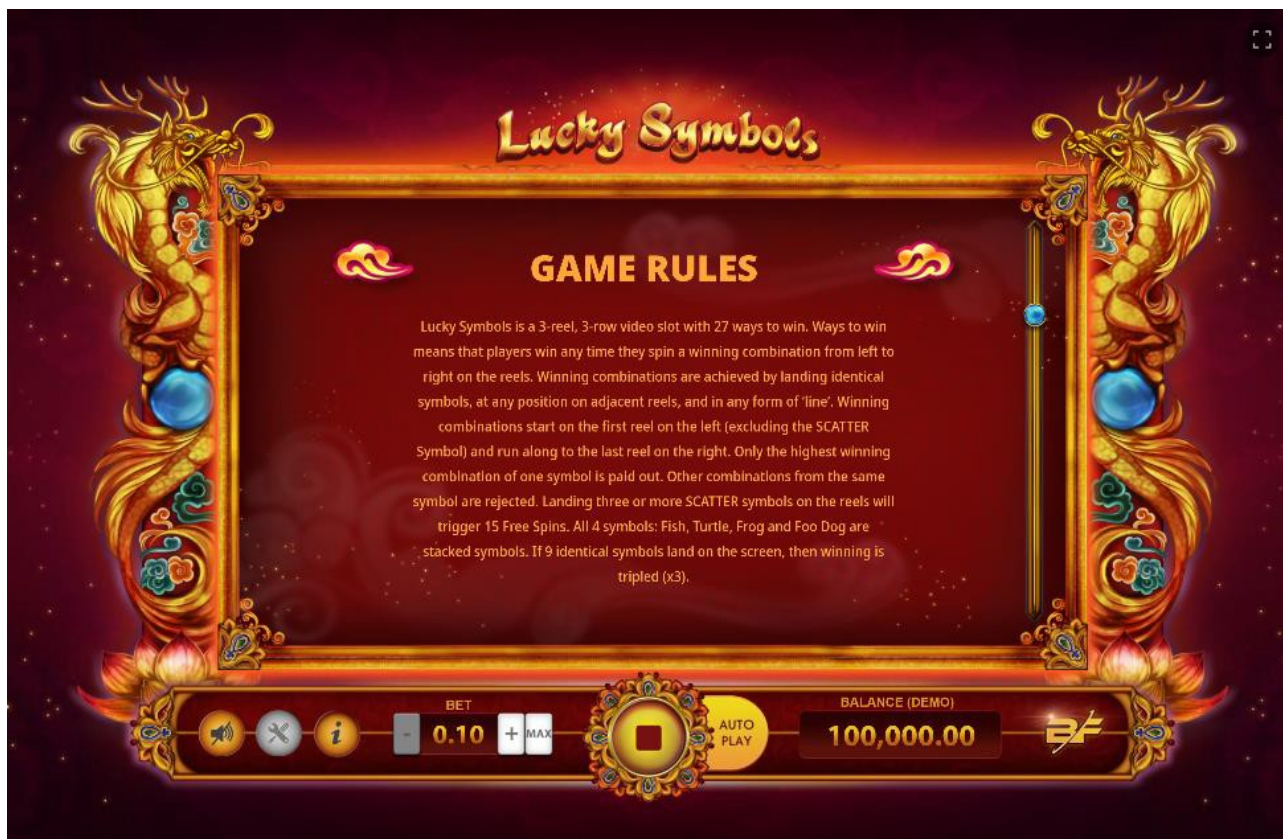 Lucky Symbols
GAME RULES
Lucky Symbols is a 3-reel, 3-row video slot with 27 ways to win. Ways to win
means that players win any time they spin a winning combination from left to
right on the reels. Winning combinations are achieved by landing identical
symbols, at any position on adjacent reels, and in any form of ‘line’. Winning
combinations start on the first reel on the left (excluding the SCATTER
Symbol) and run along to the last reel on the right. Only the highest winning
combination of one symbol is paid out. Other combinations from the same
symbol are rejected. Landing three or more SCATTER symbols on the reels will
trigger 15 Free Spins. All 4 symbols: Fish, Turtle, Frog and Foo Dog are
stacked symbols. If 9 identical symbols land on the screen, then winning is
tripled (x3).
i
BET
- 0.10 + MAX
AUTO
PLAY
BALANCE (DEMO)
100,000.00
BF